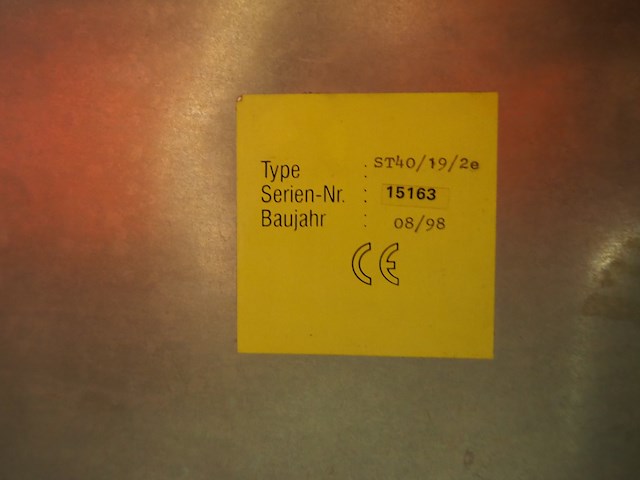 Type : ST40/19/2e
Serien-Nr. : 15163
Baujahr : 08/98
CE